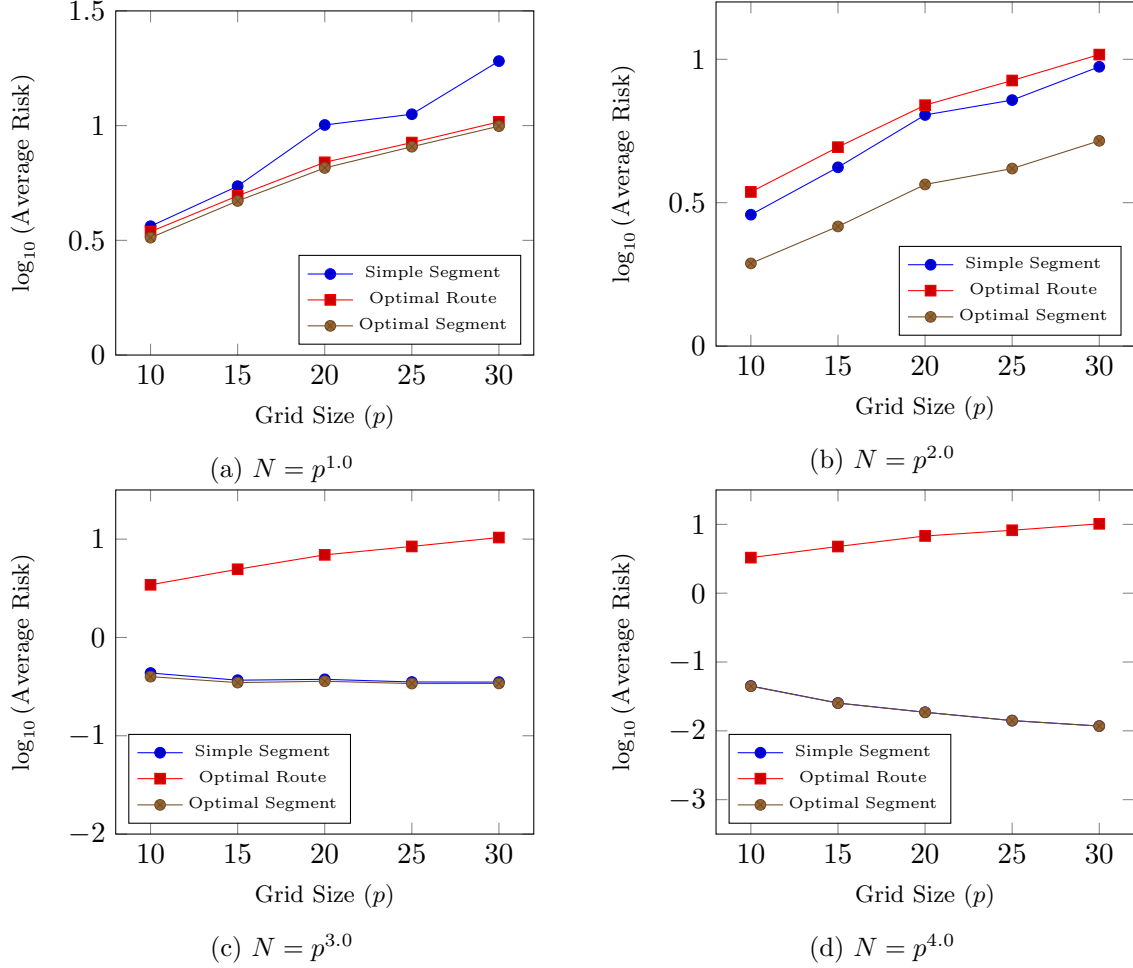 1.5
1
0.5
0
log₁₀ (Average Risk)
Simple Segment
Optimal Route
Optimal Segment
10 15 20 25 30
Grid Size (p)
(a) N = p^{1.0}
1
0.5
0
log₁₀ (Average Risk)
Simple Segment
Optimal Route
Optimal Segment
10 15 20 25 30
Grid Size (p)
(b) N = p^{2.0}
1
0
−1
−2
log₁₀ (Average Risk)
Simple Segment
Optimal Route
Optimal Segment
10 15 20 25 30
Grid Size (p)
(c) N = p^{3.0}
1
0
−1
−2
−3
log₁₀ (Average Risk)
Simple Segment
Optimal Route
Optimal Segment
10 15 20 25 30
Grid Size (p)
(d) N = p^{4.0}